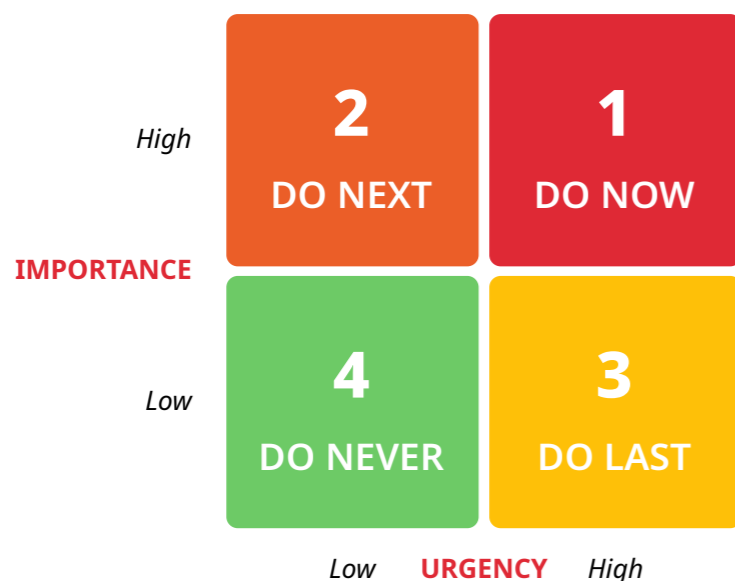 2
DO NEXT
1
DO NOW
High
IMPORTANCE
4
DO NEVER
3
DO LAST
Low
Low URGENCY High